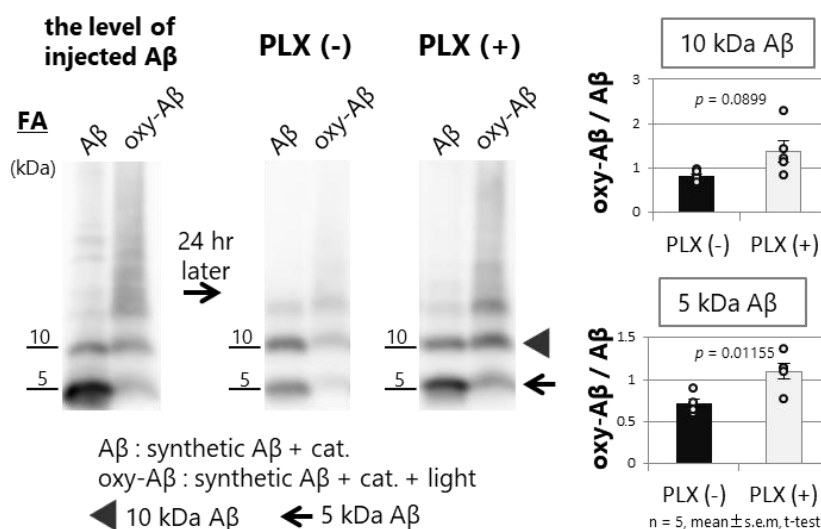 the level of
injected Aβ
PLX (-)
PLX (+)
FA
(kDa)
Aβ
oxy-Aβ
Aβ
oxy-Aβ
Aβ
oxy-Aβ
24 hr
later
10
5
10
5
10
5
Aβ : synthetic Aβ + cat.
oxy-Aβ : synthetic Aβ + cat. + light
10 kDa Aβ
5 kDa Aβ
10 kDa Aβ
oxy-Aβ / Aβ
3
2
1
0
p = 0.0899
PLX (-)
PLX (+)
5 kDa Aβ
oxy-Aβ / Aβ
1.5
1
0.5
0
p = 0.01155
PLX (-)
PLX (+)
n = 5, mean±s.e.m, t-test